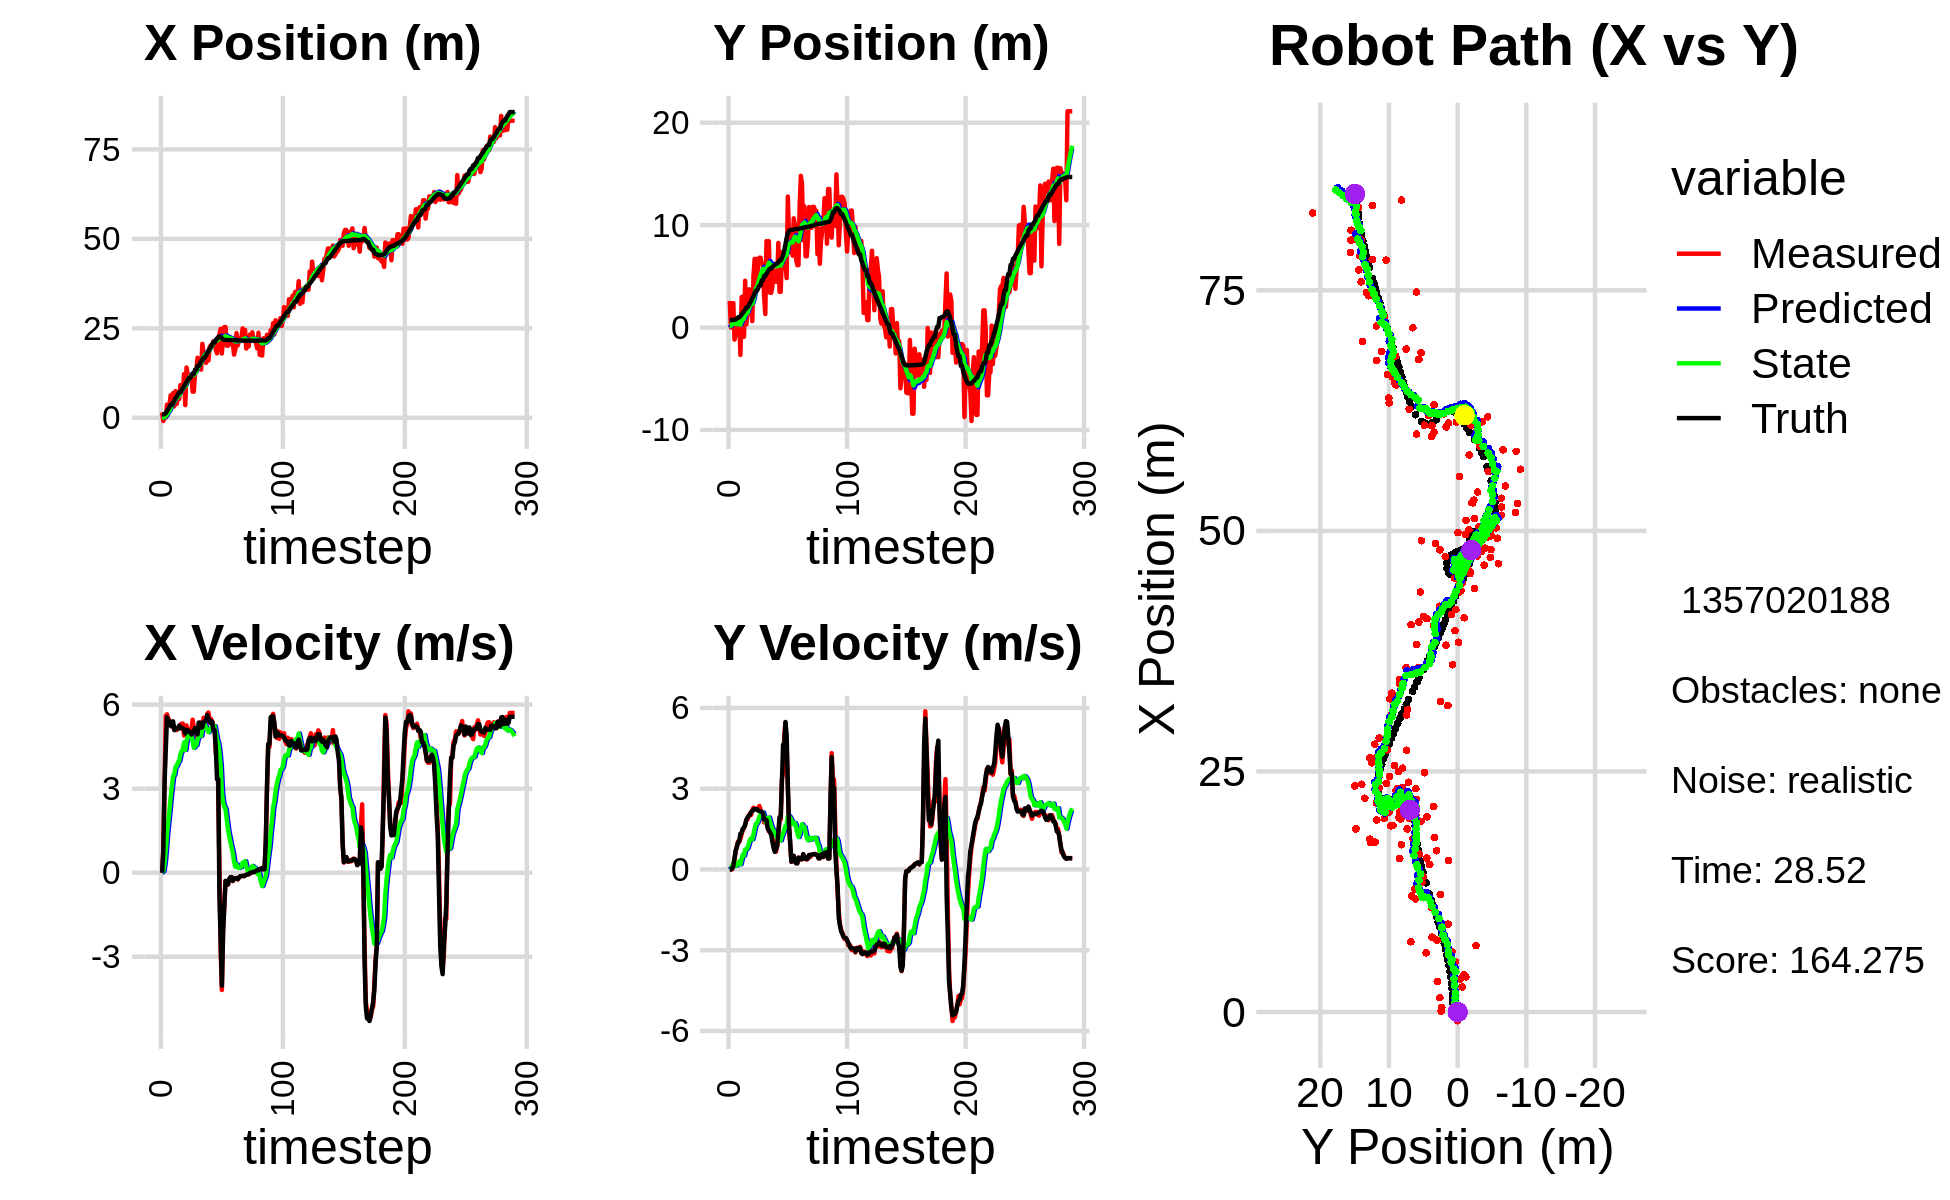 X Position (m)
75
50
25
0
0
100
200
300
timestep
Y Position (m)
20
10
0
-10
0
100
200
300
timestep
X Velocity (m/s)
6
3
0
-3
0
100
200
300
timestep
Y Velocity (m/s)
6
3
0
-3
-6
0
100
200
300
timestep
Robot Path (X vs Y)
X Position (m)
75
50
25
0
20 10 0 -10 -20
Y Position (m)
variable
Measured
Predicted
State
Truth
1357020188
Obstacles: none
Noise: realistic
Time: 28.52
Score: 164.275